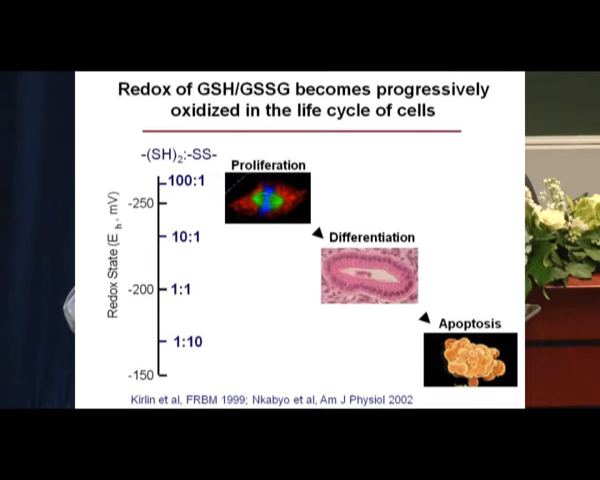 Redox of GSH/GSSG becomes progressively
oxidized in the life cycle of cells
-(SH)2:-SS-
Proliferation
100:1
-250
10:1
Differentiation
Redox State (Eh, mV)
-200
1:1
Apoptosis
1:10
-150
Kirlin et al, FRBM 1999; Nkabyo et al, Am J Physiol 2002